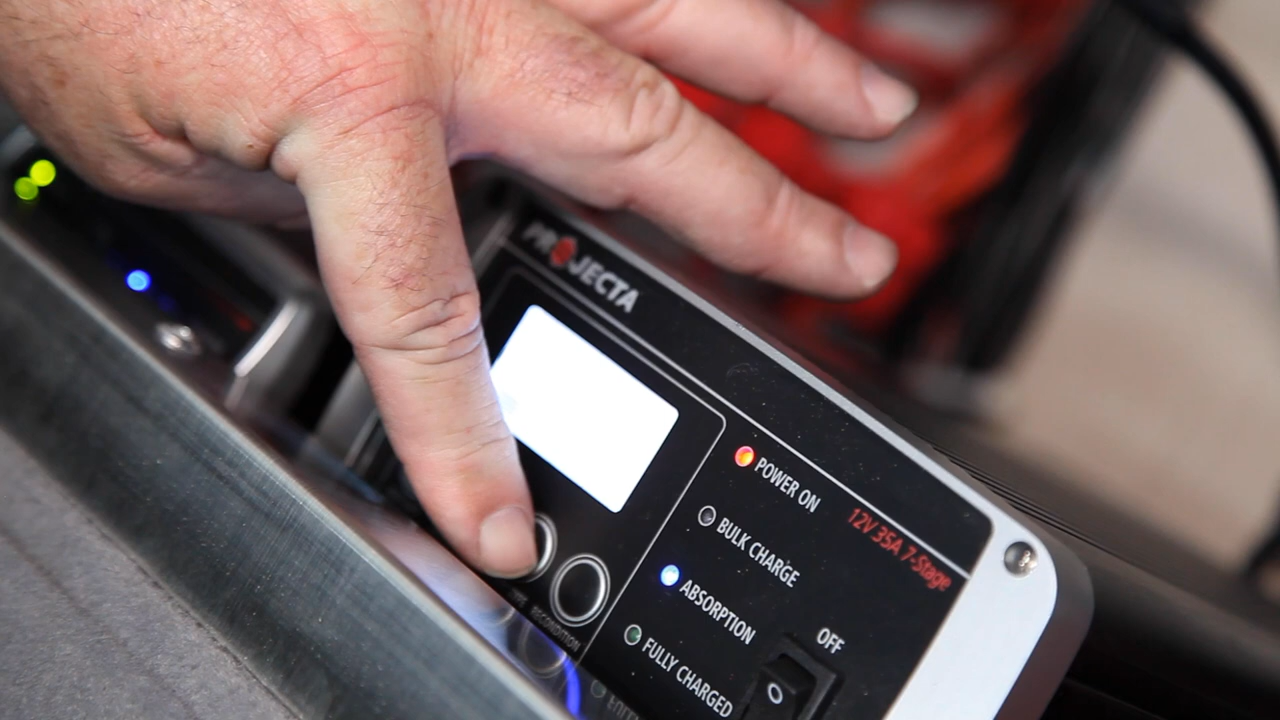 PROJECTA
POWER ON
12V 35A 7-Stage
BULK CHARGE
ABSORPTION
FULLY CHARGED
OFF
RECONDITION